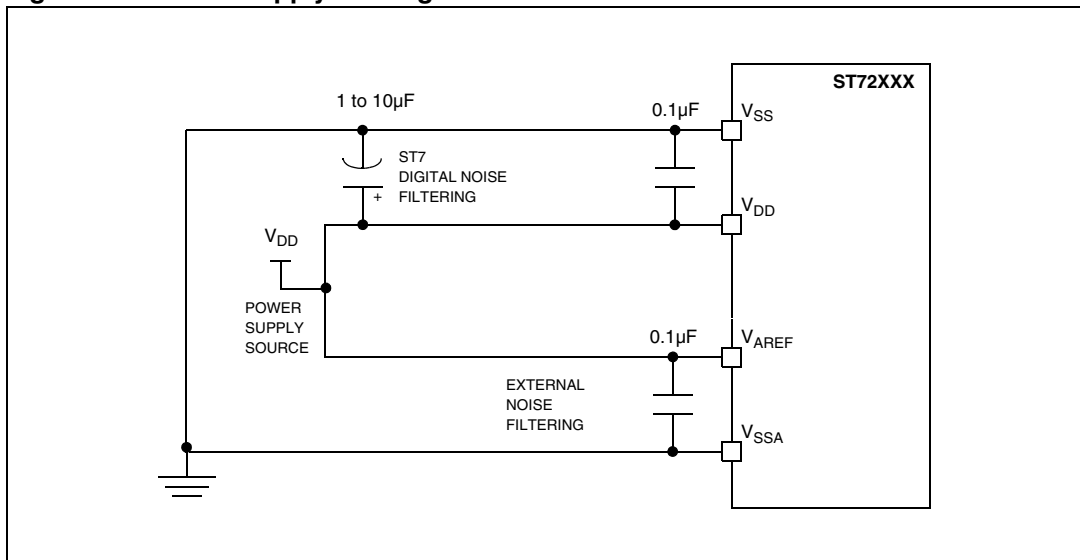 ST72XXX
1 to 10µF
0.1µF
VSS
ST7
DIGITAL NOISE
FILTERING
+
VDD
VDD
POWER
SUPPLY
SOURCE
0.1µF
VAREF
EXTERNAL
NOISE
FILTERING
VSSA